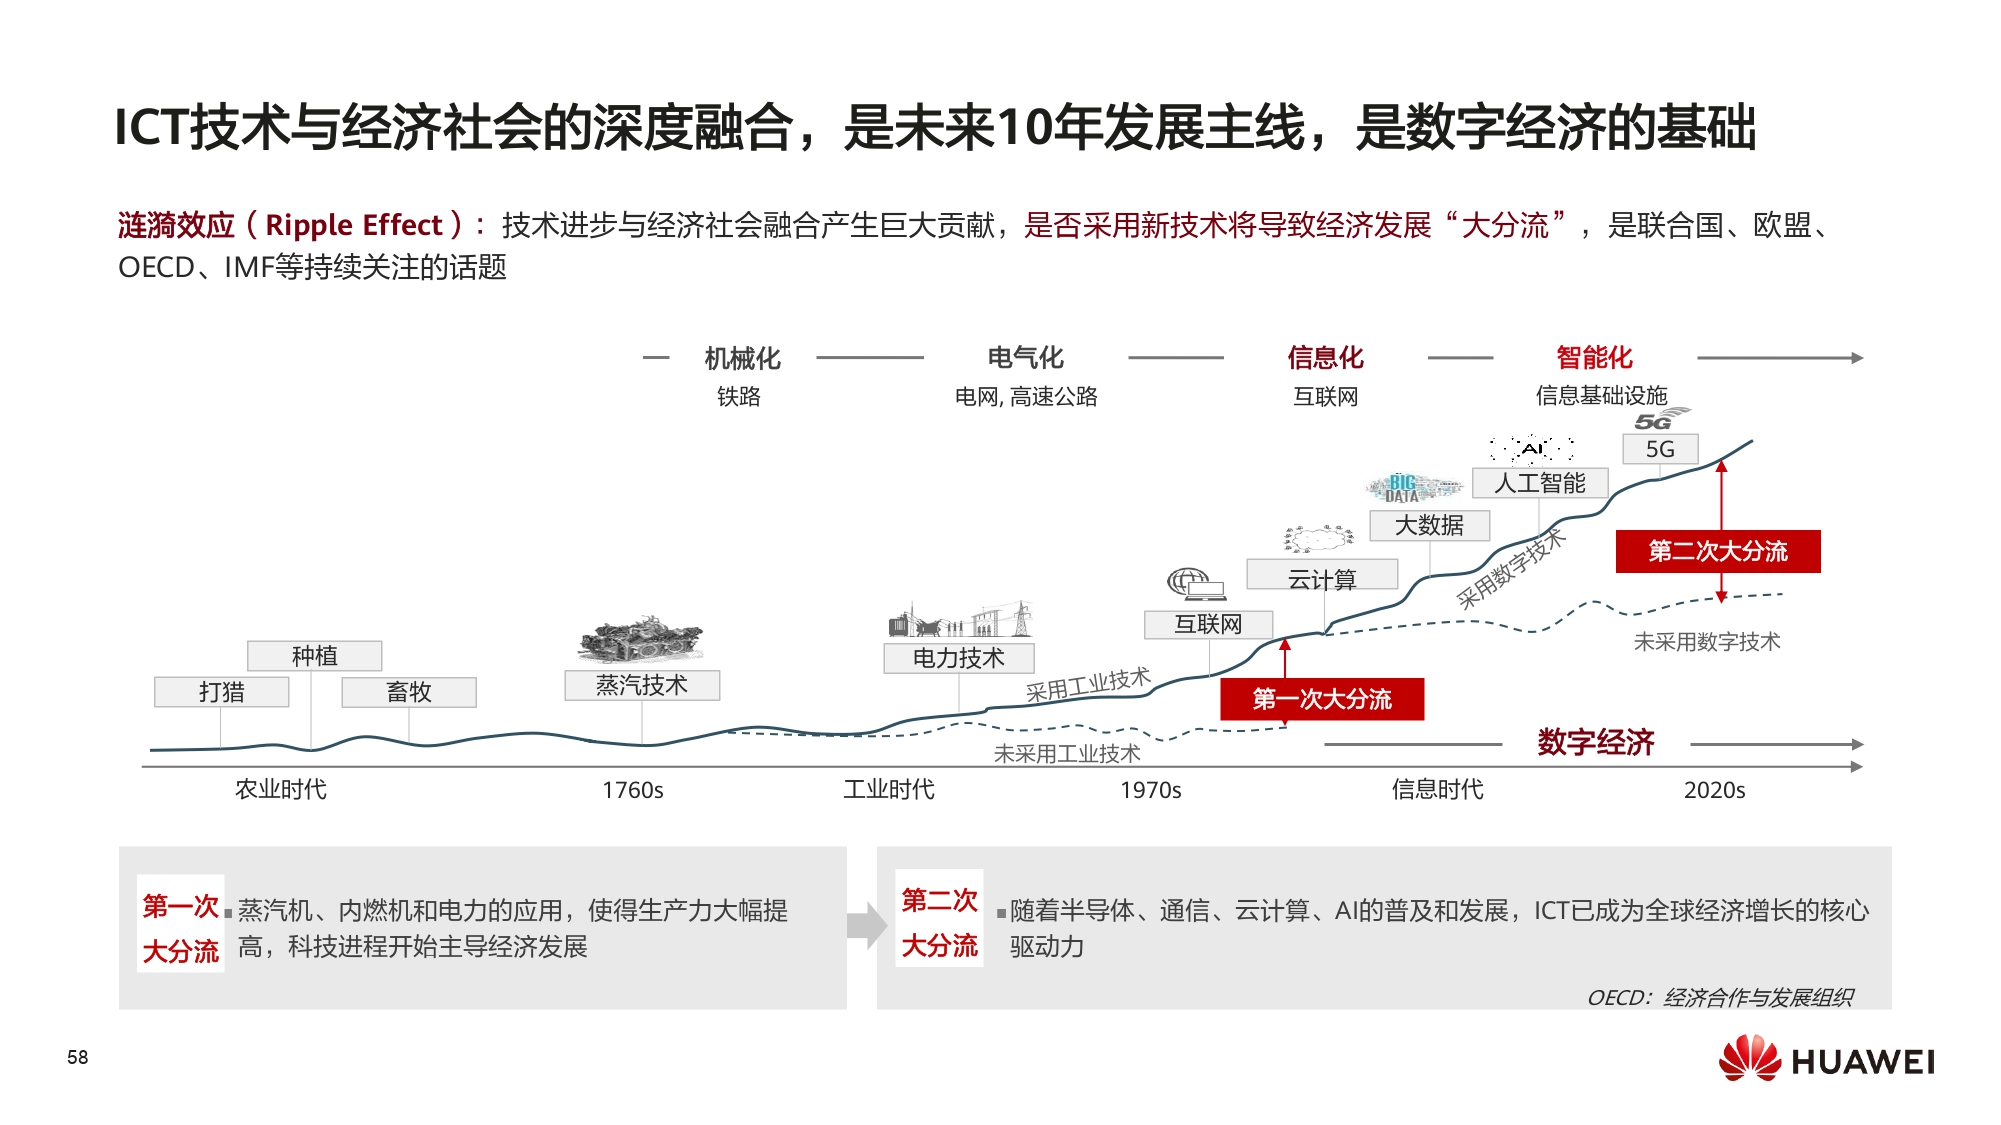 ICT技术与经济社会的深度融合，是未来10年发展主线，是数字经济的基础
涟漪效应（Ripple Effect）：技术进步与经济社会融合产生巨大贡献，是否采用新技术将导致经济发展“大分流”，是联合国、欧盟、
OECD、IMF等持续关注的话题
机械化
电气化
信息化
智能化
铁路
电网, 高速公路
互联网
信息基础设施
5G
5G
AI
人工智能
BIG
DATA
大数据
云计算
互联网
电力技术
蒸汽技术
种植
打猎
畜牧
采用数字技术
第二次大分流
未采用数字技术
采用工业技术
第一次大分流
未采用工业技术
数字经济
农业时代
1760s
工业时代
1970s
信息时代
2020s
第一次
大分流
▪蒸汽机、内燃机和电力的应用，使得生产力大幅提
高，科技进程开始主导经济发展
第二次
大分流
▪随着半导体、通信、云计算、AI的普及和发展，ICT已成为全球经济增长的核心
驱动力
OECD：经济合作与发展组织
58
HUAWEI